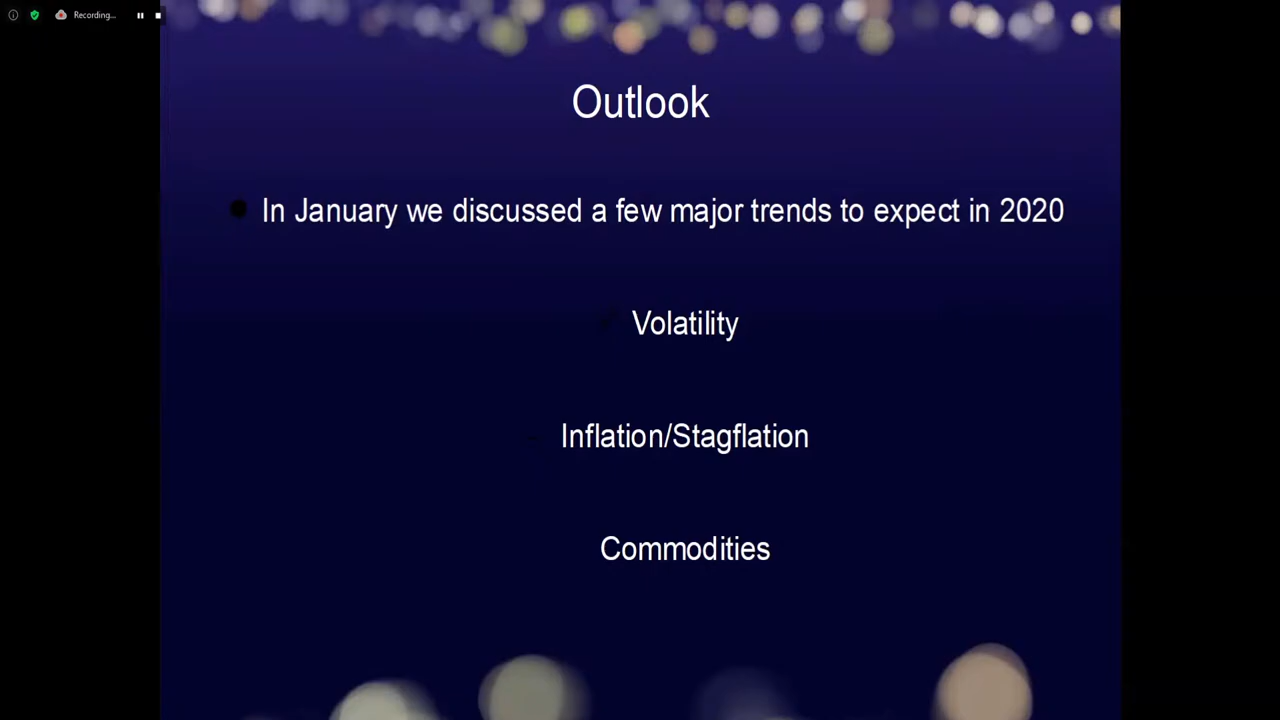 Recording...
Outlook
In January we discussed a few major trends to expect in 2020
Volatility
Inflation/Stagflation
Commodities